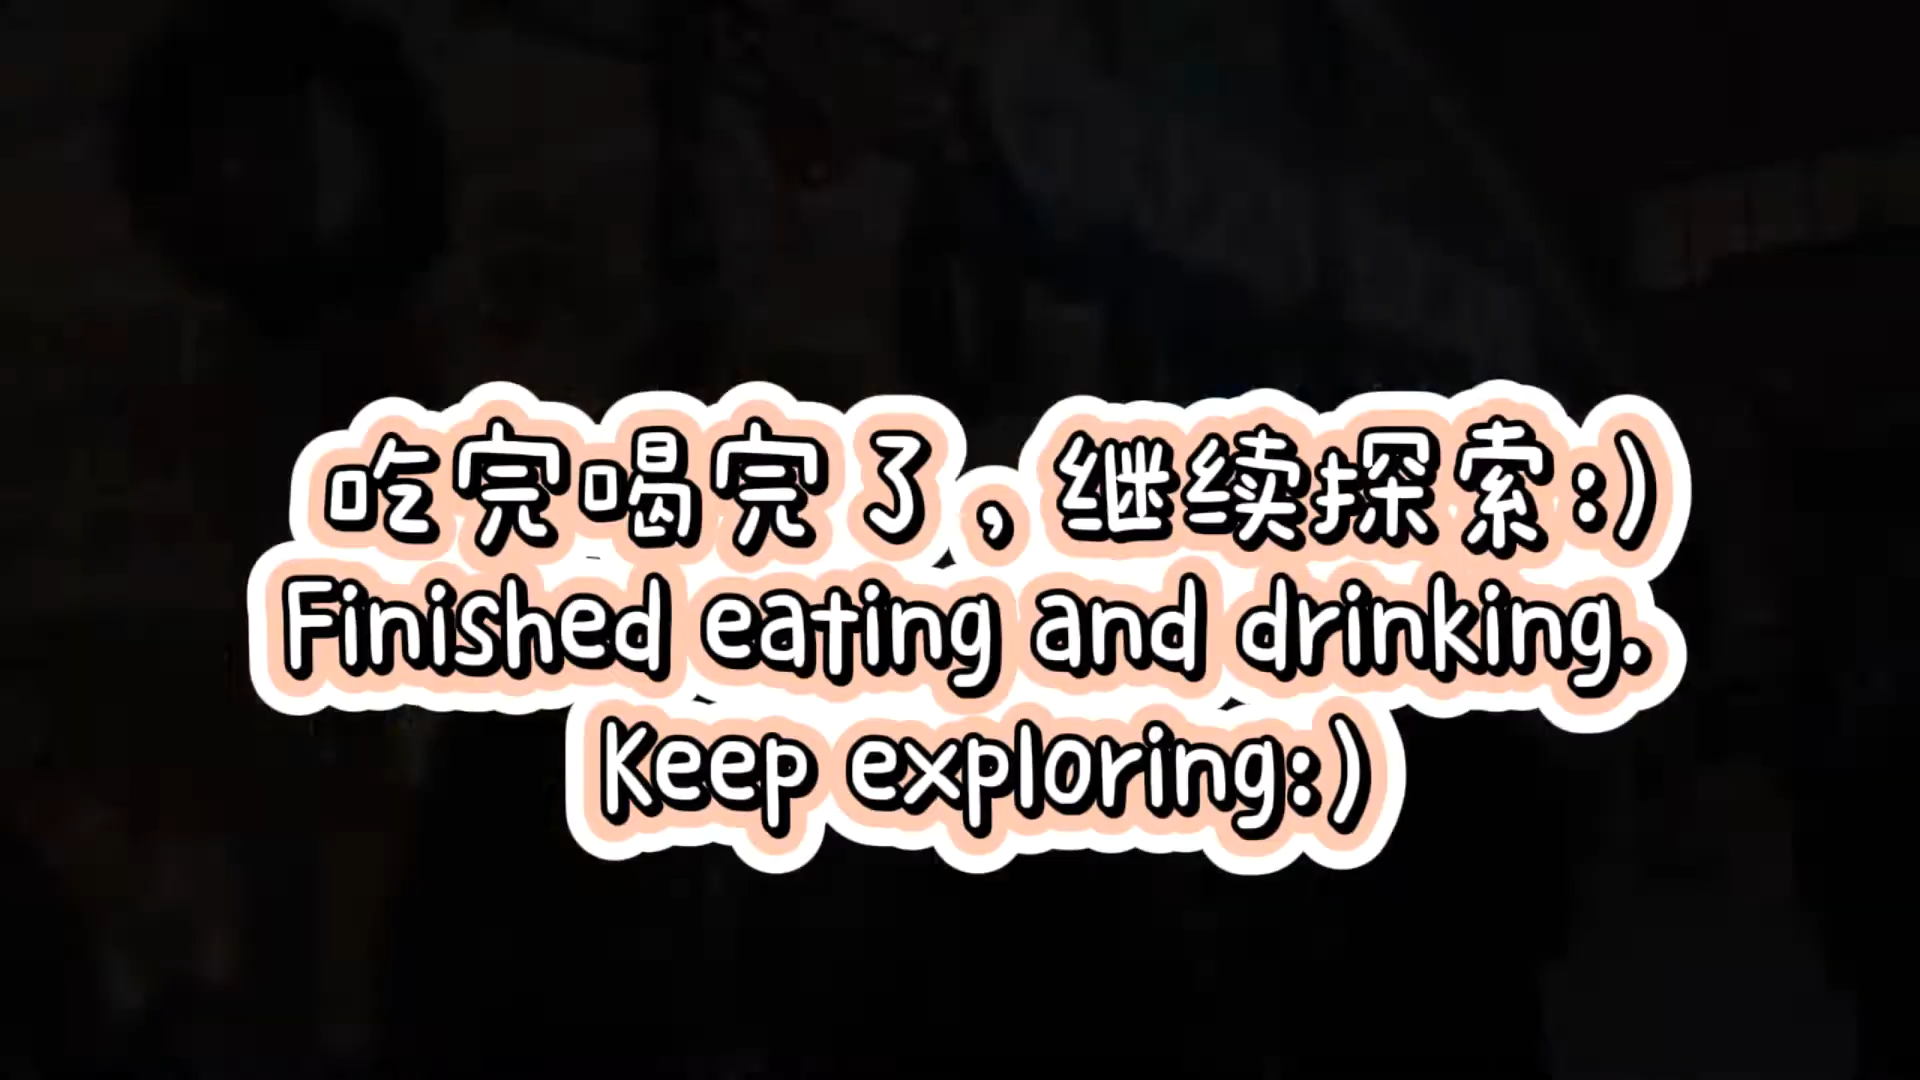 吃完喝完了，继续探索:)
Finished eating and drinking.
Keep exploring:)